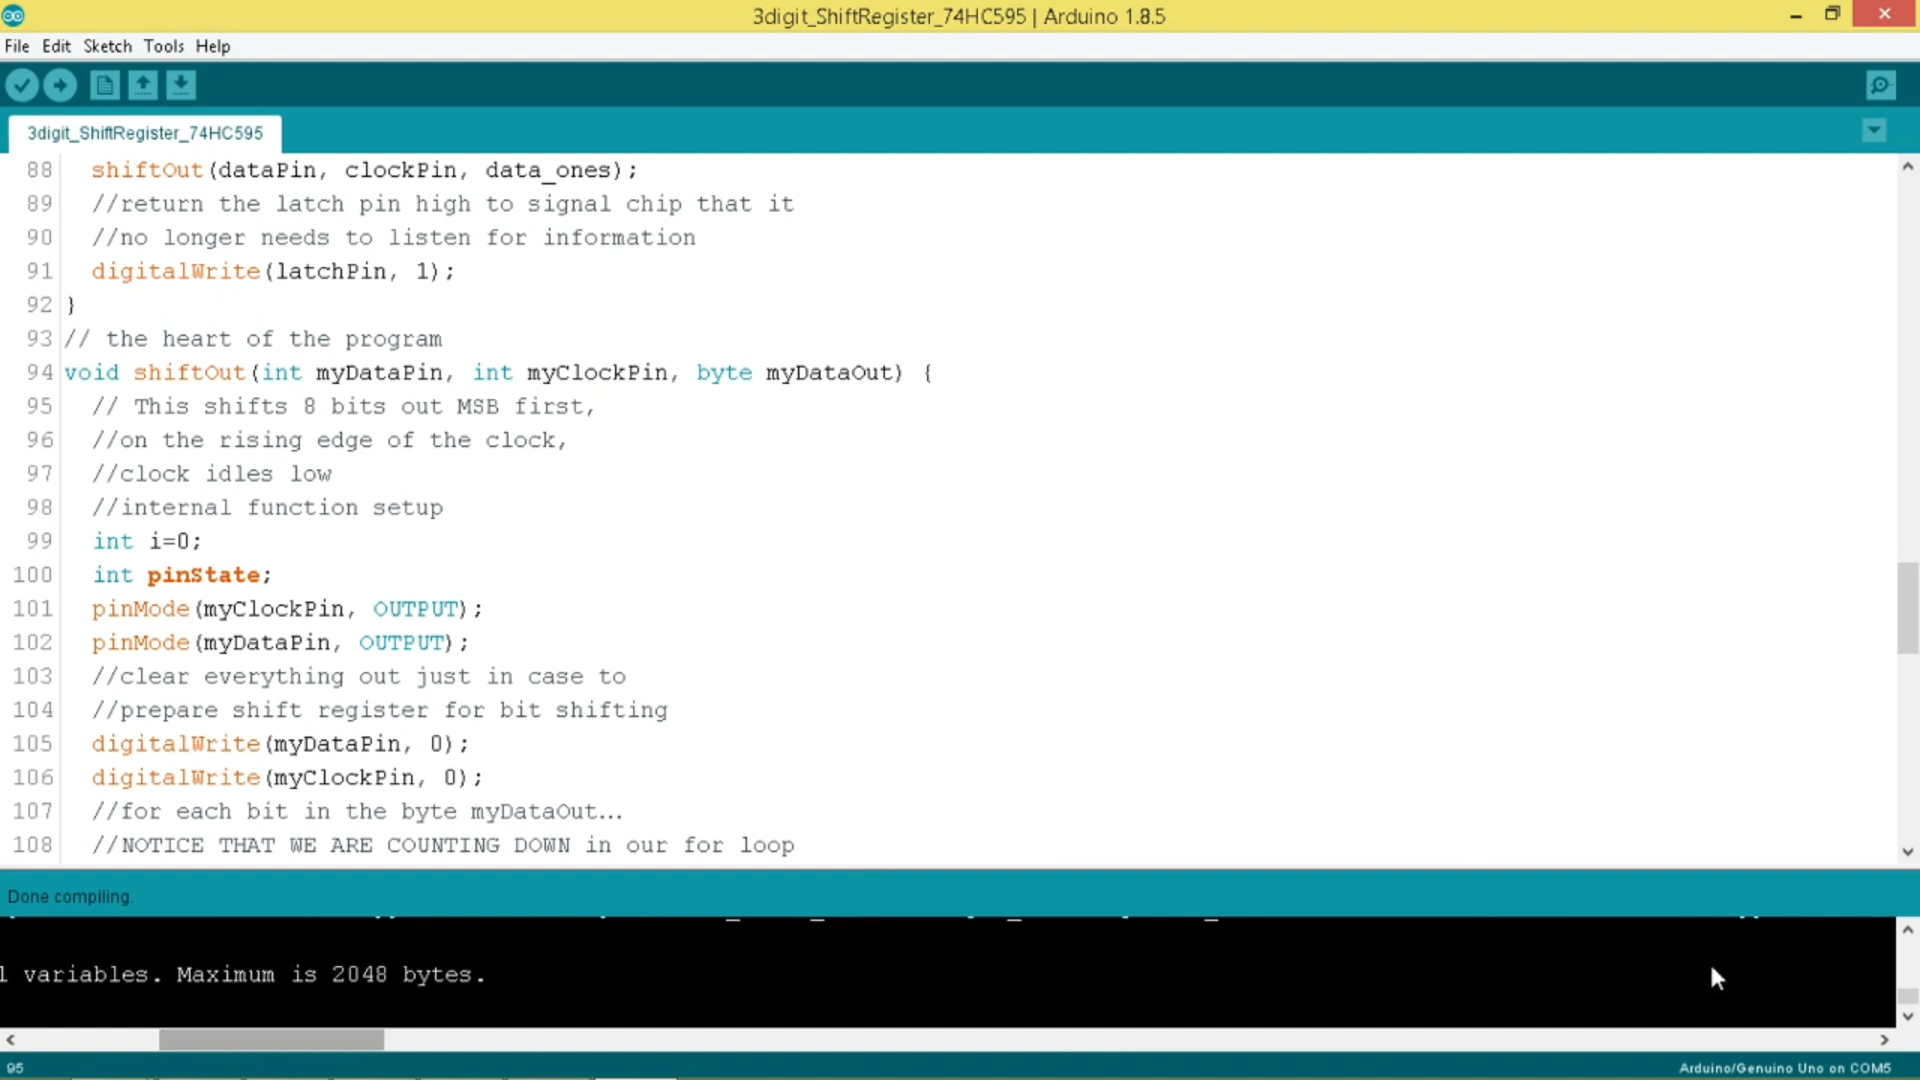 3digit_ShiftRegister_74HC595 | Arduino 1.8.5
File Edit Sketch Tools Help
3digit_ShiftRegister_74HC595
88 shiftOut(dataPin, clockPin, data_ones);
89 //return the latch pin high to signal chip that it
90 //no longer needs to listen for information
91 digitalWrite(latchPin, 1);
92 }
93 // the heart of the program
94 void shiftOut(int myDataPin, int myClockPin, byte myDataOut) {
95 // This shifts 8 bits out MSB first,
96 //on the rising edge of the clock,
97 //clock idles low
98 //internal function setup
99 int i=0;
100 int pinState;
101 pinMode(myClockPin, OUTPUT);
102 pinMode(myDataPin, OUTPUT);
103 //clear everything out just in case to
104 //prepare shift register for bit shifting
105 digitalWrite(myDataPin, 0);
106 digitalWrite(myClockPin, 0);
107 //for each bit in the byte myDataOut…
108 //NOTICE THAT WE ARE COUNTING DOWN in our for loop
Done compiling.
l variables. Maximum is 2048 bytes.
95
Arduino/Genuino Uno on COM5